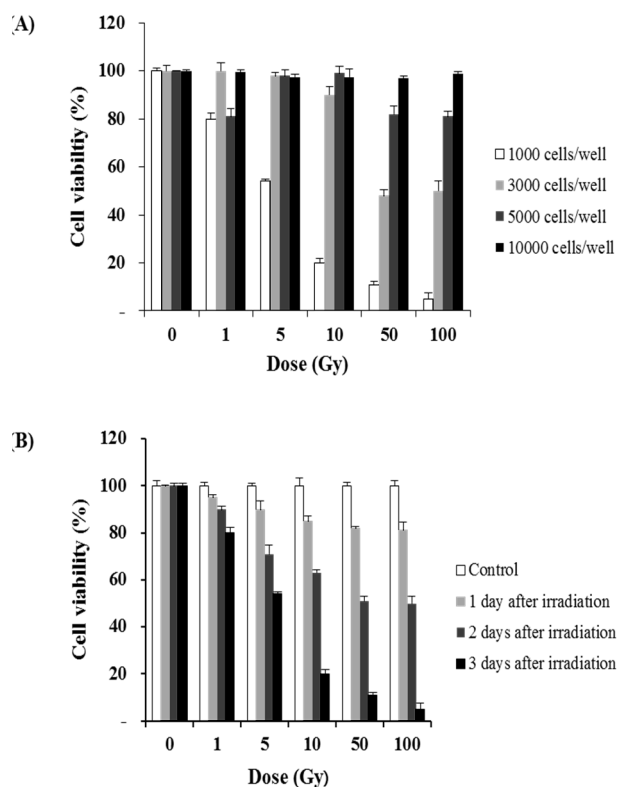 (A)
120
100
80
60
40
20
-
Cell viabiltiy (%)
0 1 5 10 50 100
Dose (Gy)
1000 cells/well
3000 cells/well
5000 cells/well
10000 cells/well
(B)
120
100
80
60
40
20
-
Cell viability (%)
0 1 5 10 50 100
Dose (Gy)
Control
1 day after irradiation
2 days after irradiation
3 days after irradiation